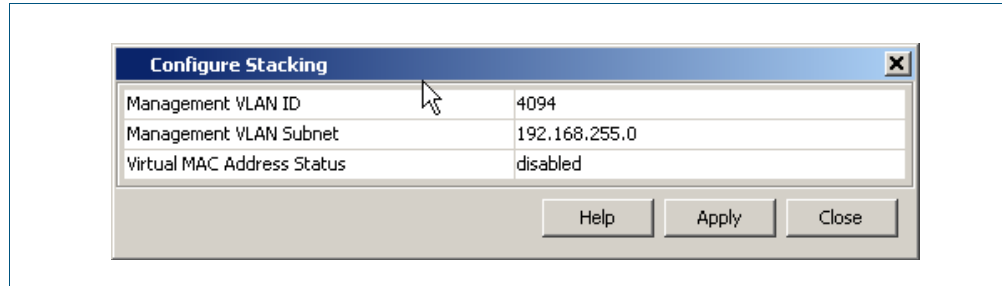 Configure Stacking
Management VLAN ID 4094
Management VLAN Subnet 192.168.255.0
Virtual MAC Address Status disabled
Help Apply Close